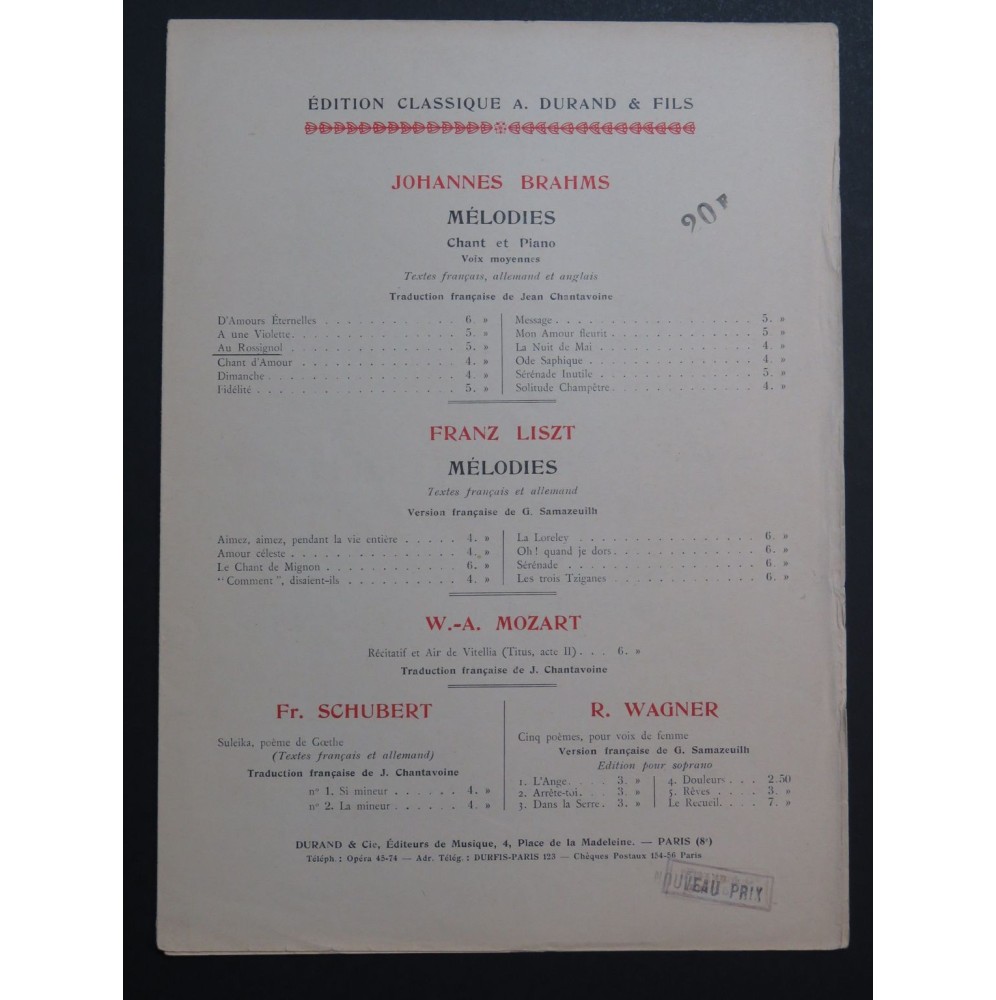 ÉDITION CLASSIQUE A. DURAND & FILS
JOHANNES BRAHMS
MÉLODIES
Chant et Piano
Voix moyennes
Textes français, allemand et anglais
Traduction française de Jean Chantavoine
20 F
D'Amours Éternelles . . . . . . . . . . 6. »
A une Violette. . . . . . . . . . . . 5. »
Au Rossignol . . . . . . . . . . . . 5. »
Chant d'Amour . . . . . . . . . . . 4. »
Dimanche . . . . . . . . . . . . . . 4. »
Fidélité . . . . . . . . . . . . . . . 5. »
Message. . . . . . . . . . . . . . . 5. »
Mon Amour fleurit . . . . . . . . . . 5. »
La Nuit de Mai . . . . . . . . . . . 4. »
Ode Saphique . . . . . . . . . . . . 4. »
Sérénade Inutile . . . . . . . . . . . 5. »
Solitude Champêtre. . . . . . . . . . 4. »
FRANZ LISZT
MÉLODIES
Textes français et allemand
Version française de G. Samazeuilh
Aimez, aimez, pendant la vie entière . . . . . 4. »
Amour céleste . . . . . . . . . . . . 4. »
Le Chant de Mignon . . . . . . . . . . 6. »
"Comment", disaient-ils . . . . . . . . 4. »
La Loreley . . . . . . . . . . . . . 6. »
Oh! quand je dors. . . . . . . . . . . 6. »
Sérénade . . . . . . . . . . . . . . 6. »
Les trois Tziganes . . . . . . . . . . 6. »
W.-A. MOZART
Récitatif et Air de Vitellia (Titus, acte II). . . 6. »
Traduction française de J. Chantavoine
Fr. SCHUBERT
Suleika, poème de Gœthe
(Textes français et allemand)
Traduction française de J. Chantavoine
nº 1. Si mineur . . . . . . 4. »
nº 2. La mineur . . . . . . 4. »
R. WAGNER
Cinq poèmes, pour voix de femme
Version française de G. Samazeuilh
Edition pour soprano
1. L'Ange. . . . 3. »
2. Arrête-toi. . . 3. »
3. Dans la Serre. . 3. »
4. Douleurs . . . 2.50
5. Rêves . . . . 3. »
Le Recueil. . . . 7. »
DURAND & Cie, Éditeurs de Musique, 4, Place de la Madeleine. — PARIS (8e)
Téléph. : Opéra 45-74 — Adr. Télég. : DURFIS-PARIS 123 — Chèques Postaux 154-56 Paris
OUVEAU PRIX